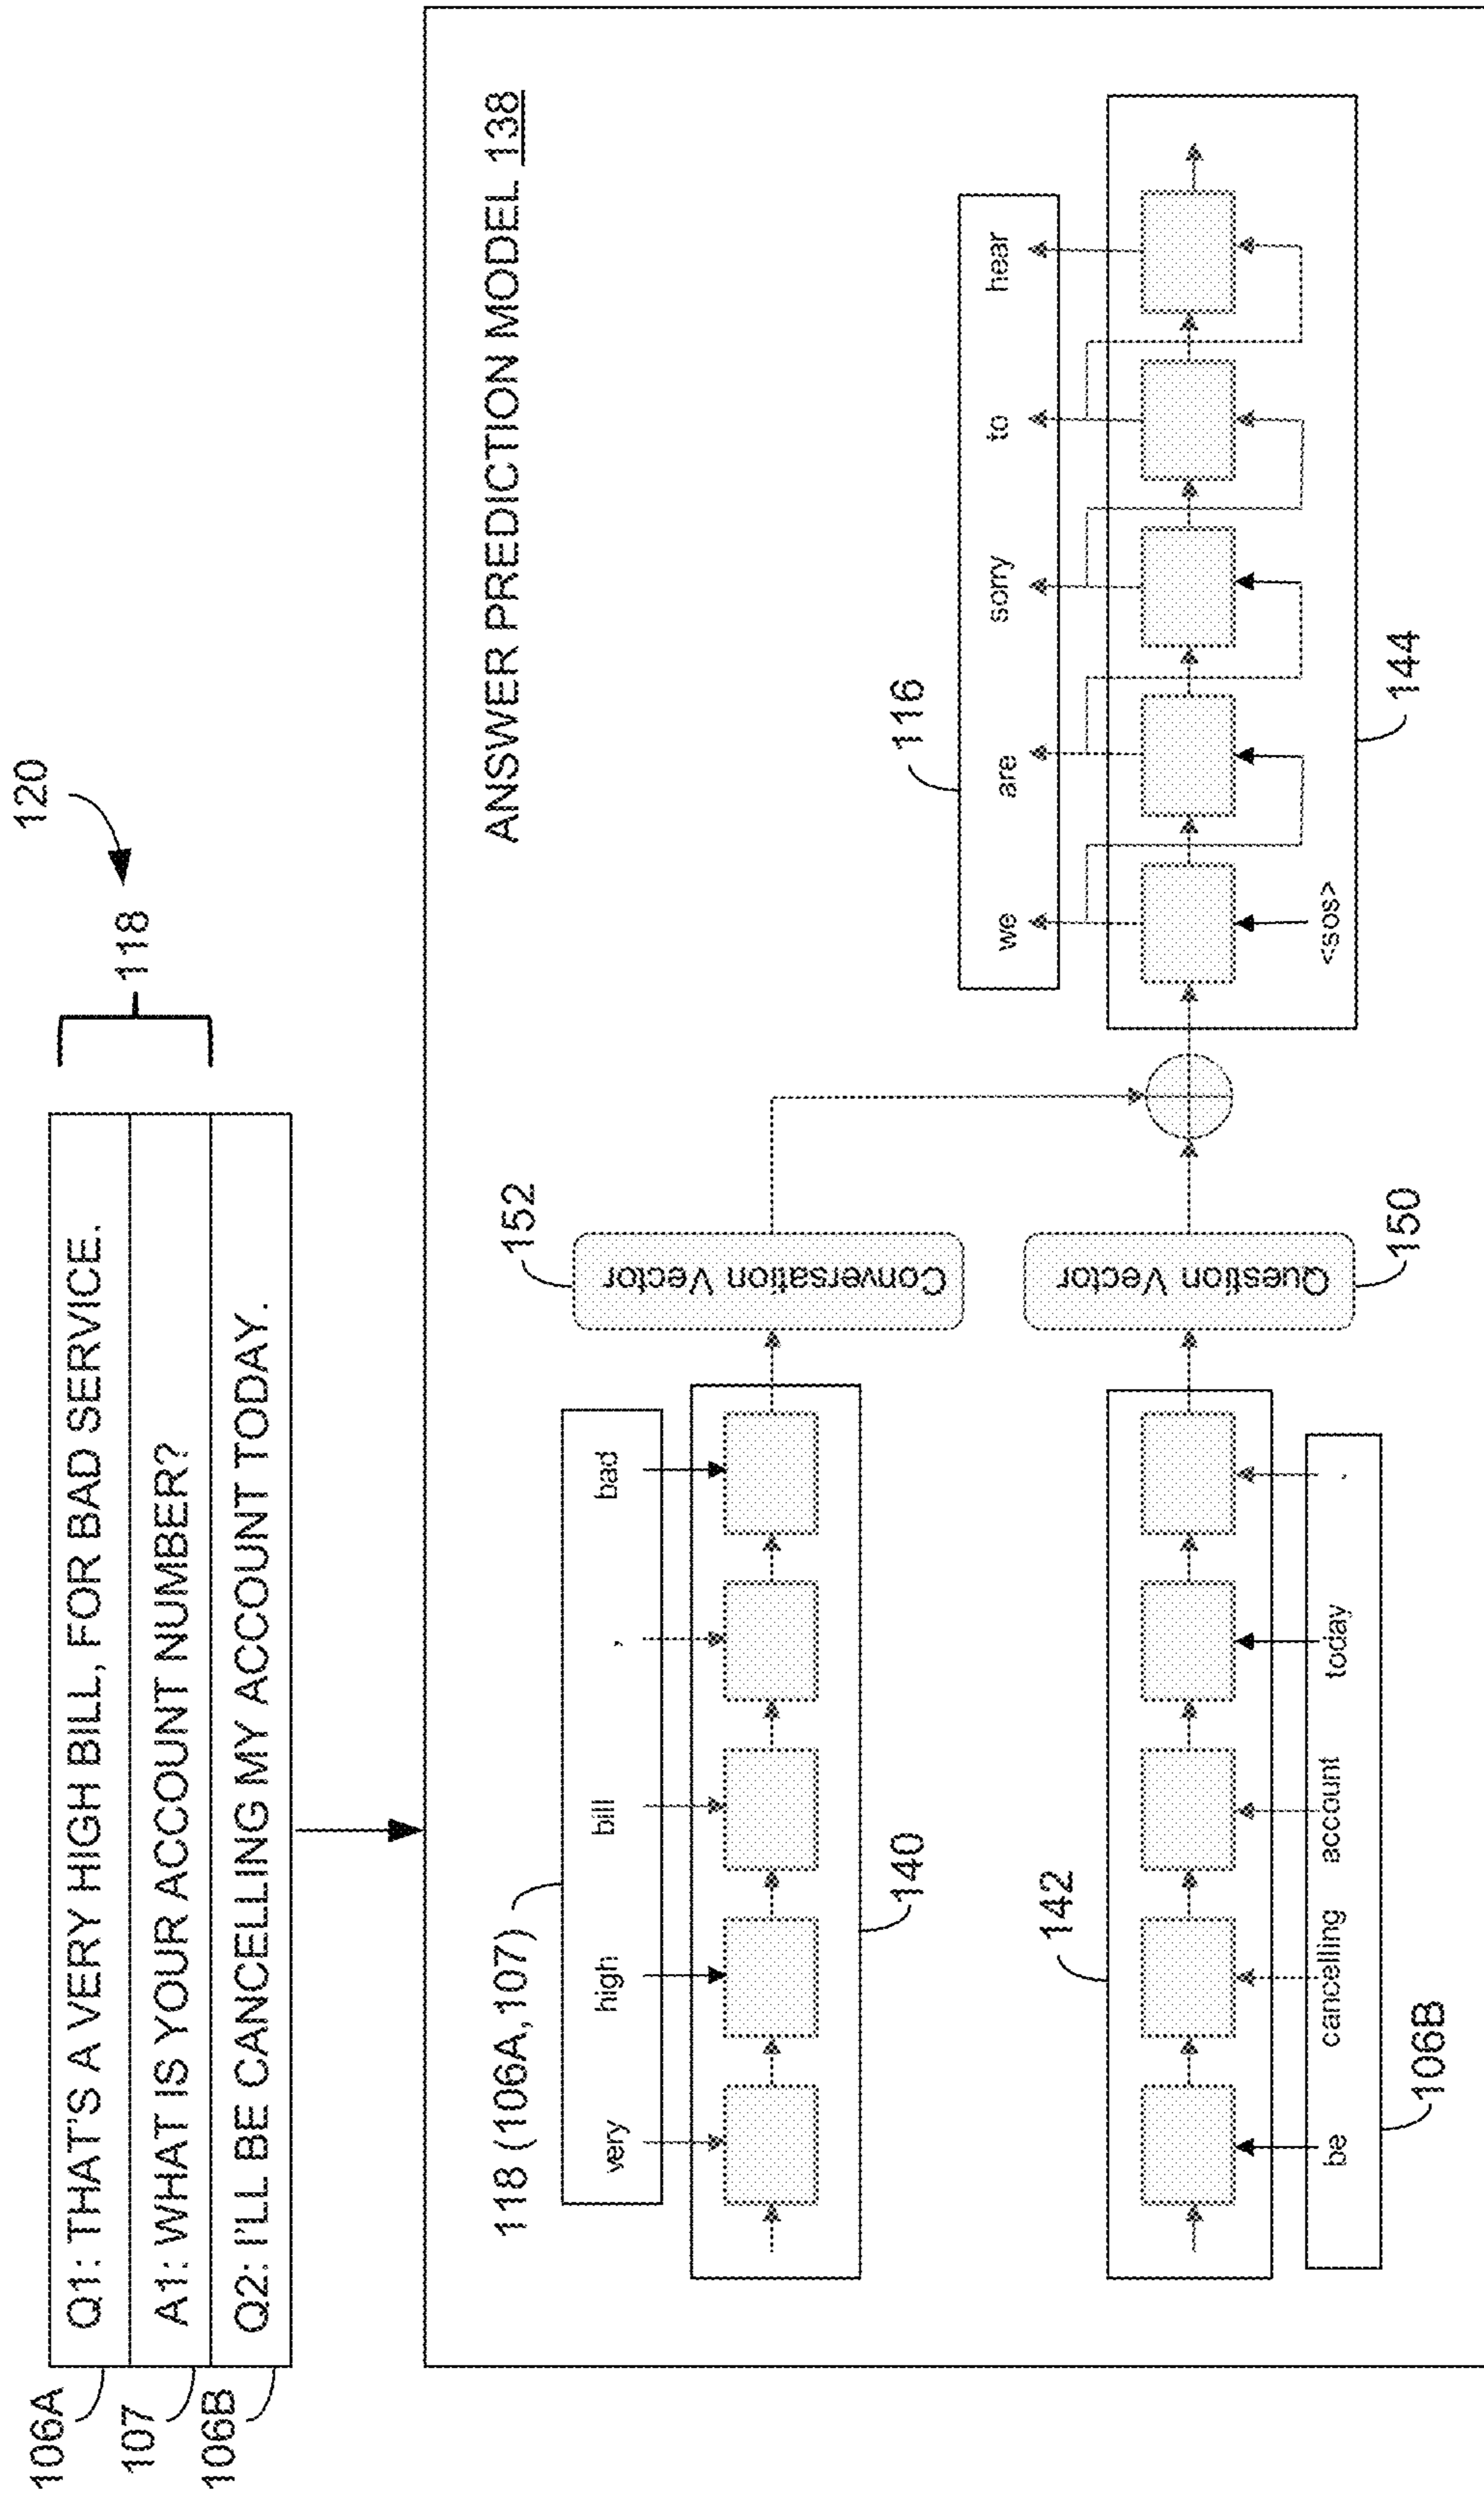 120
106A
Q1: THAT'S A VERY HIGH BILL, FOR BAD SERVICE.
118
107
A1: WHAT IS YOUR ACCOUNT NUMBER?
106B
Q2: I'LL BE CANCELLING MY ACCOUNT TODAY.
ANSWER PREDICTION MODEL 138
118 (106A,107)
very high bill , bad
140
152
Conversation Vector
116
we are sorry to hear
142
be cancelling account today .
106B
Question Vector
150
<sos>
144